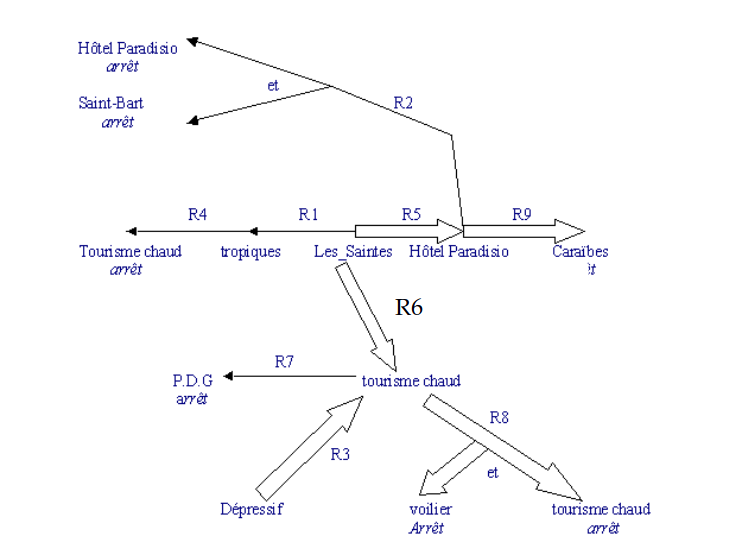 Hôtel Paradisio
arrêt
et
Saint-Bart
arrêt
R2
R4
R1
R5
R9
Tourisme chaud
arrêt
tropiques
Les_Saintes
Hôtel Paradisio
Caraïbes
R6
R7
P.D.G
arrêt
tourisme chaud
R8
R3
et
Dépressif
voilier
Arrêt
tourisme chaud
arrêt